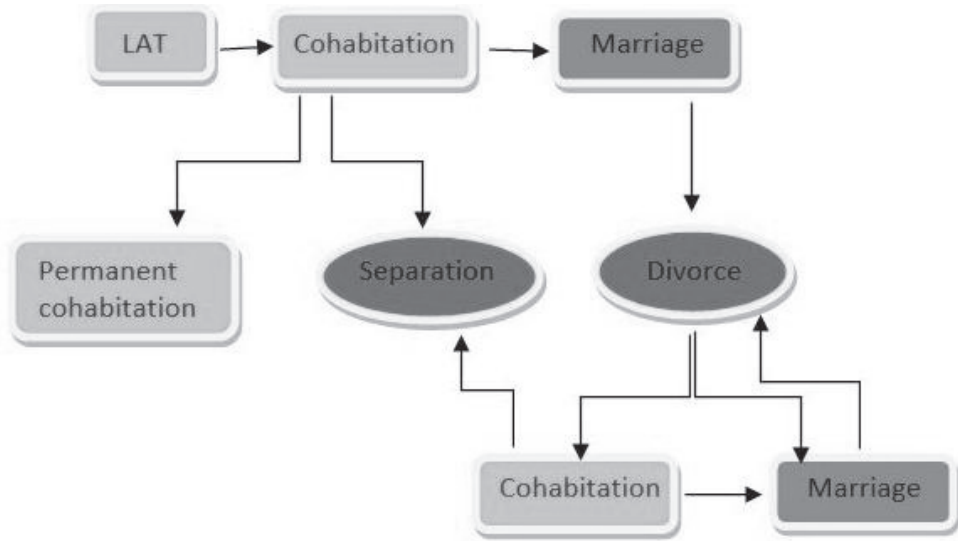 LAT
Cohabitation
Marriage
Permanent
cohabitation
Separation
Divorce
Cohabitation
Marriage